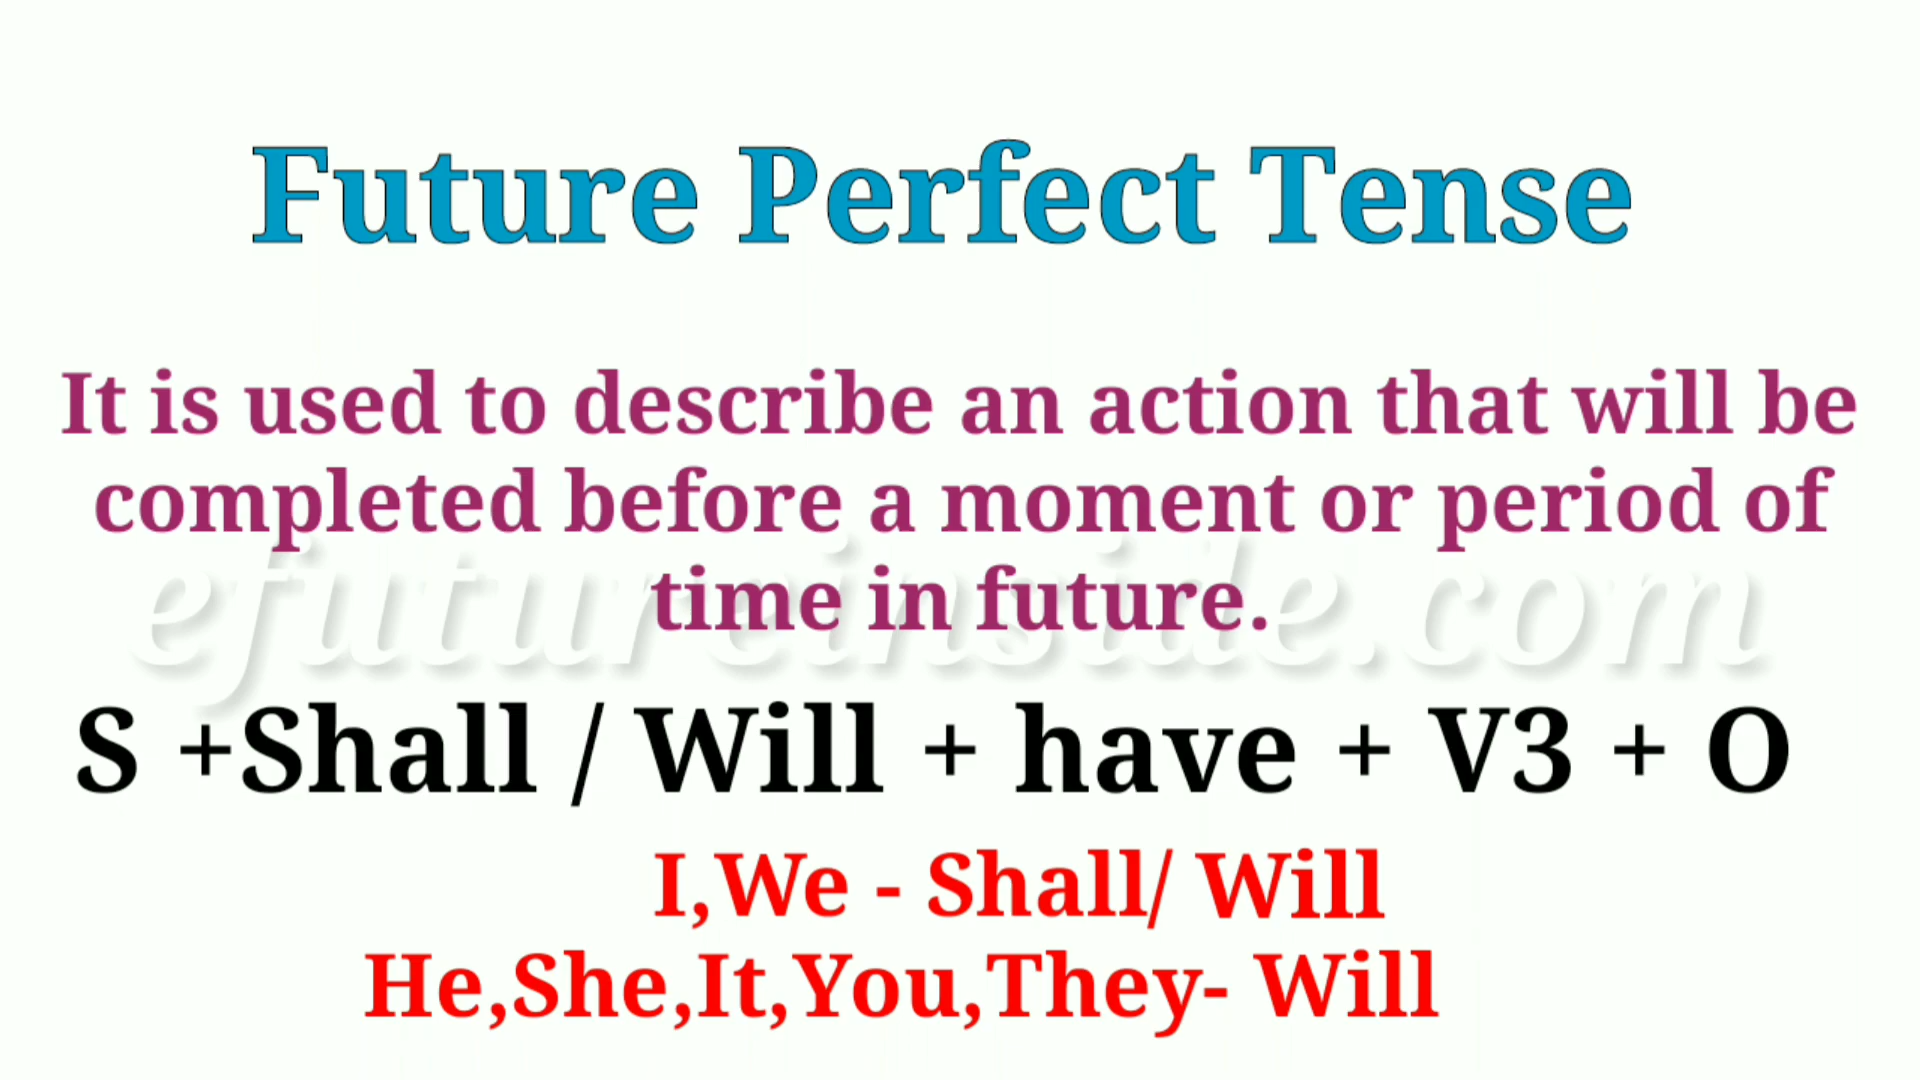 Future Perfect Tense
It is used to describe an action that will be
completed before a moment or period of
time in future.
efutureinside.com
S +Shall / Will + have + V3 + O
I,We - Shall/ Will
He,She,It,You,They- Will